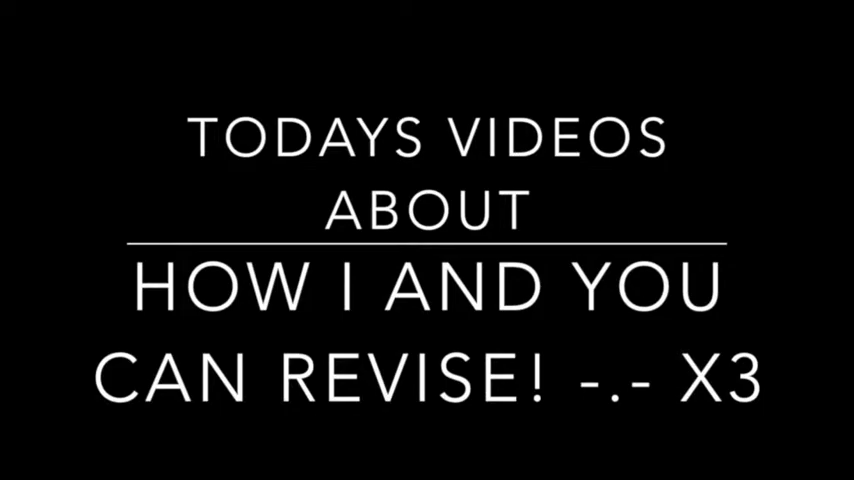 TODAYS VIDEOS
ABOUT
HOW I AND YOU
CAN REVISE! -.- X3